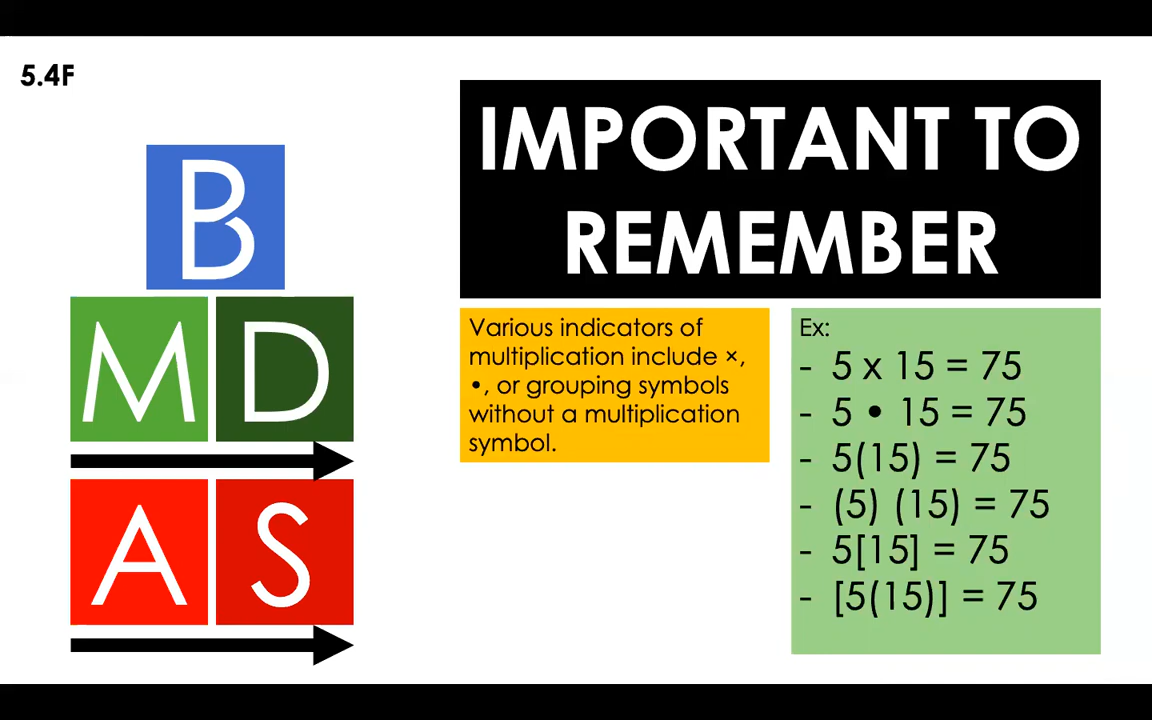 5.4F
B
M D
A S
IMPORTANT TO
REMEMBER
Various indicators of
multiplication include ×,
•, or grouping symbols
without a multiplication
symbol.
Ex:
- 5 x 15 = 75
- 5 • 15 = 75
- 5(15) = 75
- (5) (15) = 75
- 5[15] = 75
- [5(15)] = 75